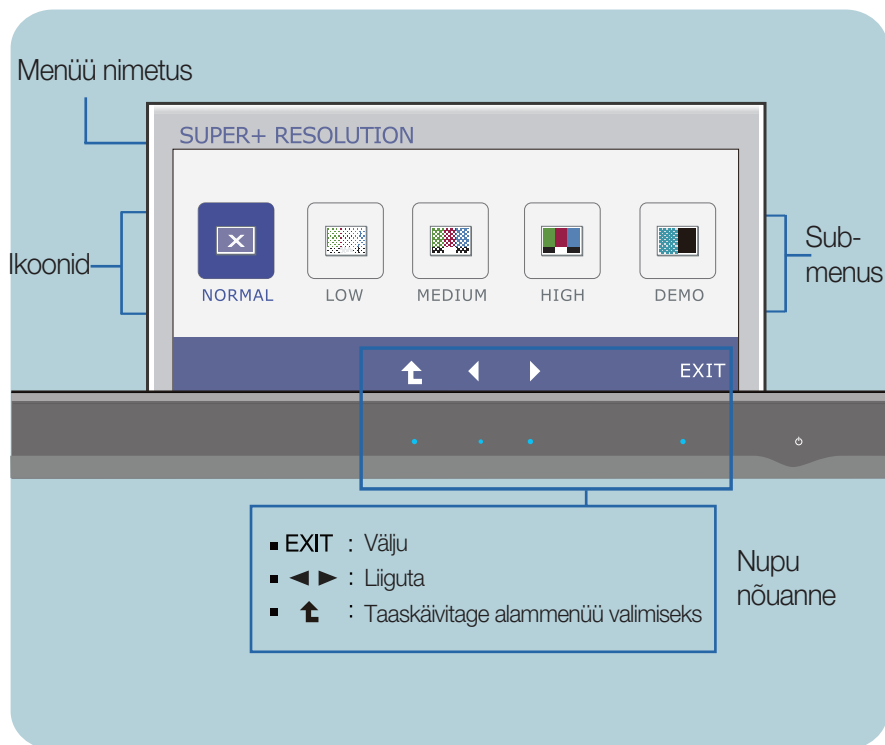 Menüü nimetus
SUPER+ RESOLUTION
Ikoonid
NORMAL
LOW
MEDIUM
HIGH
DEMO
Sub-
menus
EXIT
EXIT : Välju
◀ ▶ : Liiguta
: Taaskäivitage alammenüü valimiseks
Nupu
nõuanne